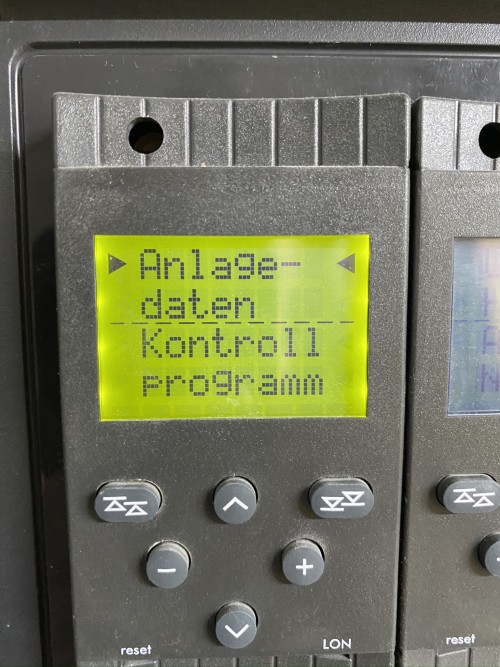 Anlage-
daten
Kontroll
programm
reset
LON
reset